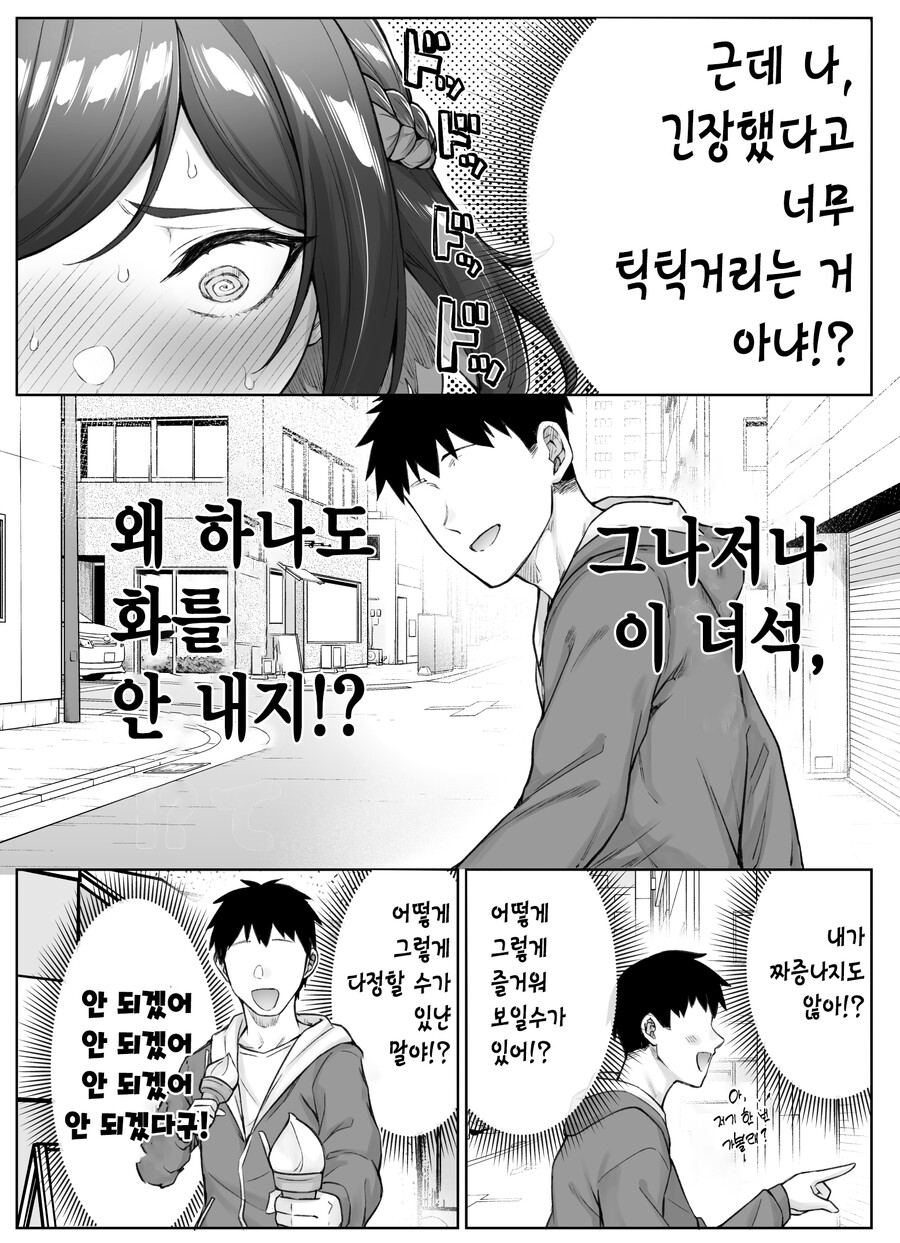 근데 나,
긴장했다고
너무
틱틱거리는 거
아냐!?
그나저나
이 녀석,
왜 하나도
화를
안 내지!?
내가
짜증나지도
않아!?
어떻게
그렇게
즐거워
보일수가
있어!?
아,
저기 한 번
가볼래?
어떻게
그렇게
다정할 수가
있냔
말야!?
안 되겠어
안 되겠어
안 되겠어
안 되겠다구!